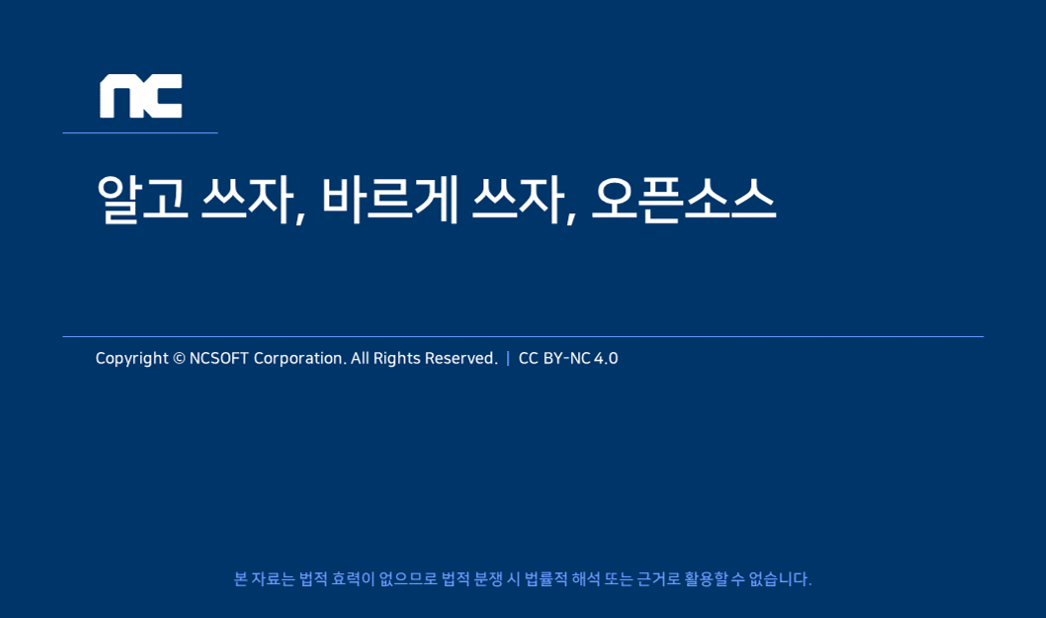 nc
알고 쓰자, 바르게 쓰자, 오픈소스
Copyright © NCSOFT Corporation. All Rights Reserved. | CC BY-NC 4.0
본 자료는 법적 효력이 없으므로 법적 분쟁 시 법률적 해석 또는 근거로 활용할 수 없습니다.